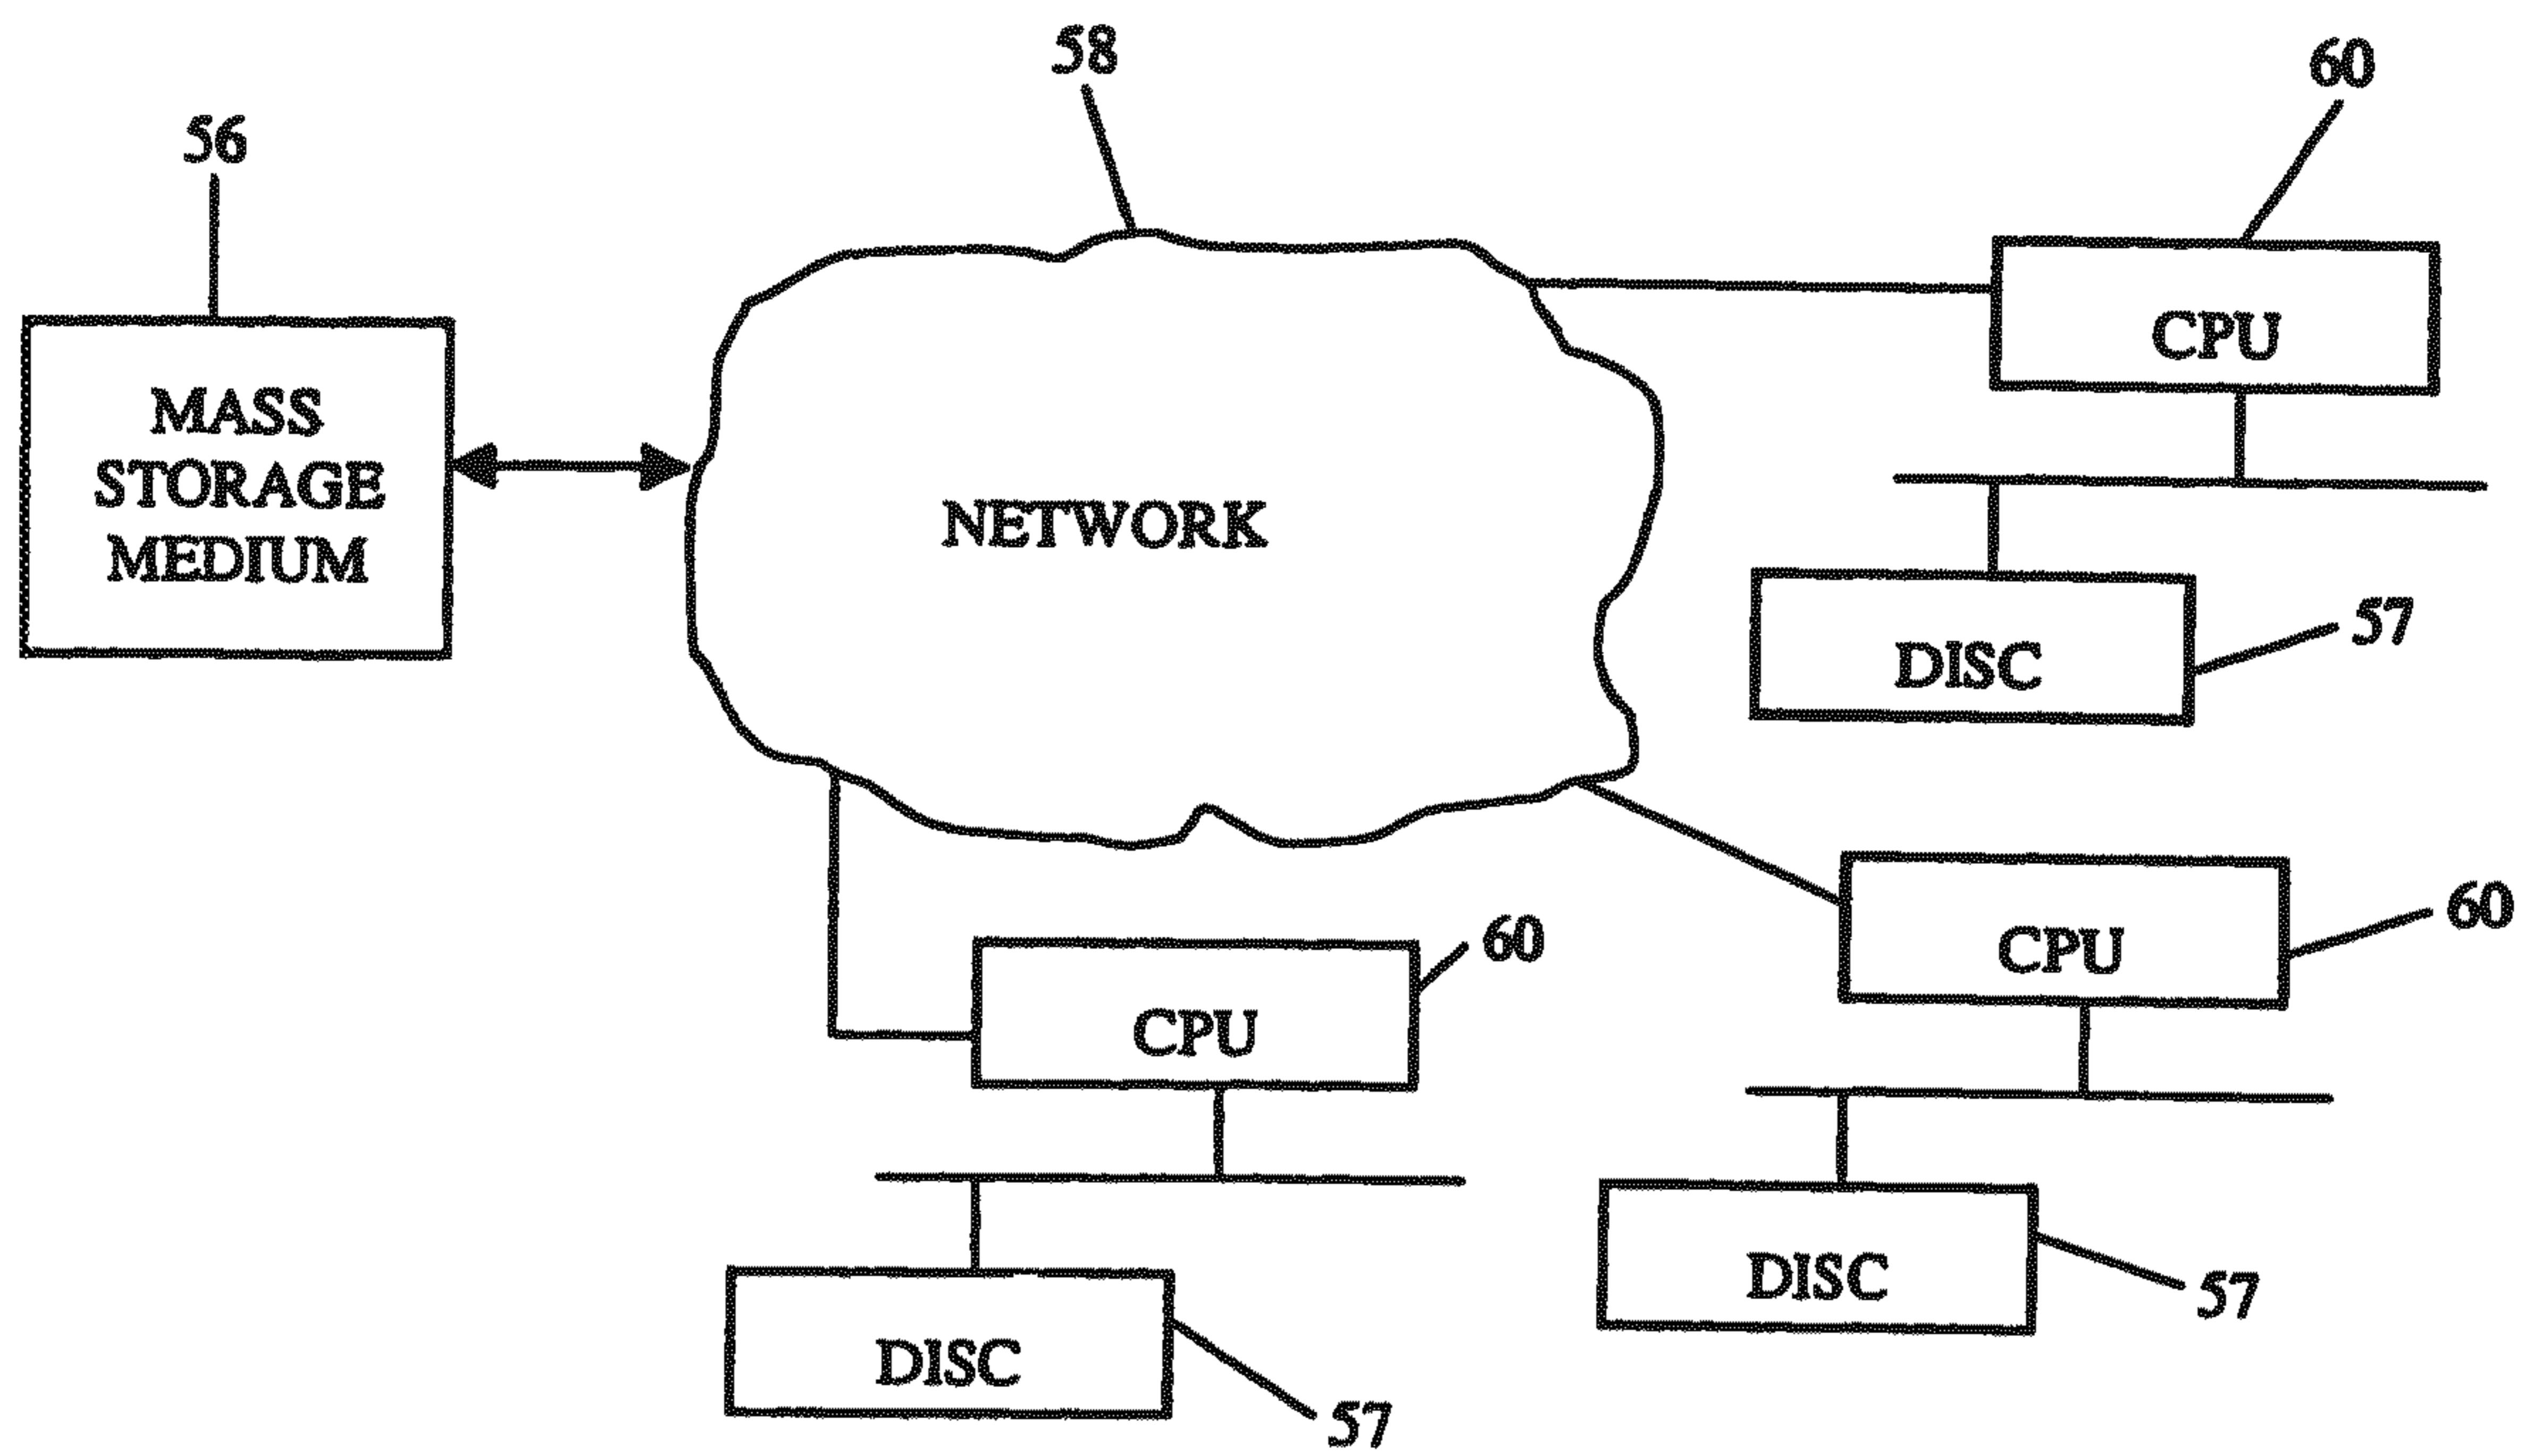 58
60
56
MASS
STORAGE
MEDIUM
NETWORK
CPU
DISC
57
CPU
60
CPU
60
DISC
57
DISC
57